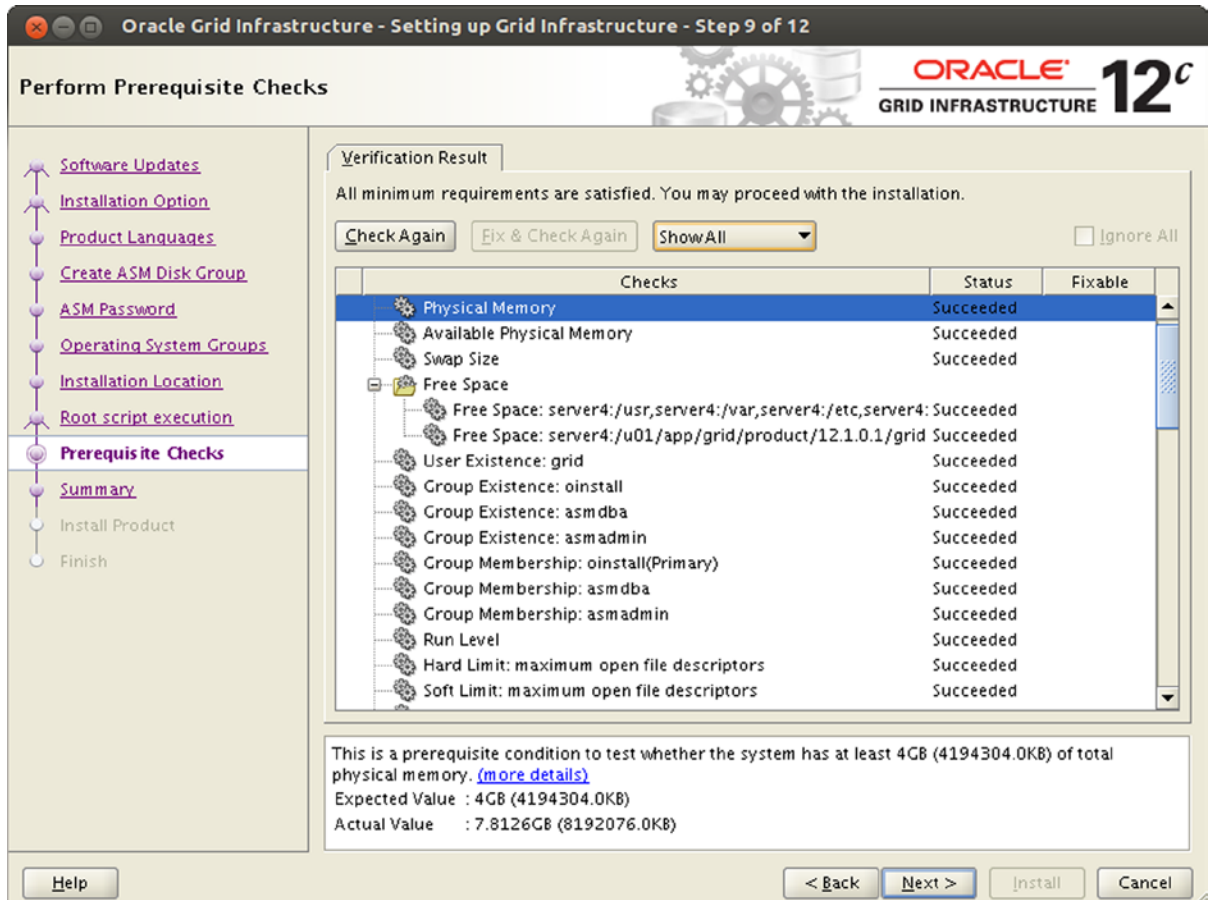 Oracle Grid Infrastructure - Setting up Grid Infrastructure - Step 9 of 12
Perform Prerequisite Checks
ORACLE
GRID INFRASTRUCTURE 12c
Software Updates
Installation Option
Product Languages
Create ASM Disk Group
ASM Password
Operating System Groups
Installation Location
Root script execution
Prerequisite Checks
Summary
Install Product
Finish
Verification Result
All minimum requirements are satisfied. You may proceed with the installation.
Check Again Fix & Check Again Show All Ignore All
Checks Status Fixable
Physical Memory Succeeded
Available Physical Memory Succeeded
Swap Size Succeeded
Free Space
Free Space: server4:/usr,server4:/var,server4:/etc,server4: Succeeded
Free Space: server4:/u01/app/grid/product/12.1.0.1/grid Succeeded
User Existence: grid Succeeded
Group Existence: oinstall Succeeded
Group Existence: asmdba Succeeded
Group Existence: asmadmin Succeeded
Group Membership: oinstall(Primary) Succeeded
Group Membership: asmdba Succeeded
Group Membership: asmadmin Succeeded
Run Level Succeeded
Hard Limit: maximum open file descriptors Succeeded
Soft Limit: maximum open file descriptors Succeeded
This is a prerequisite condition to test whether the system has at least 4GB (4194304.0KB) of total
physical memory. (more details)
Expected Value : 4GB (4194304.0KB)
Actual Value : 7.8126GB (8192076.0KB)
Help < Back Next > Install Cancel